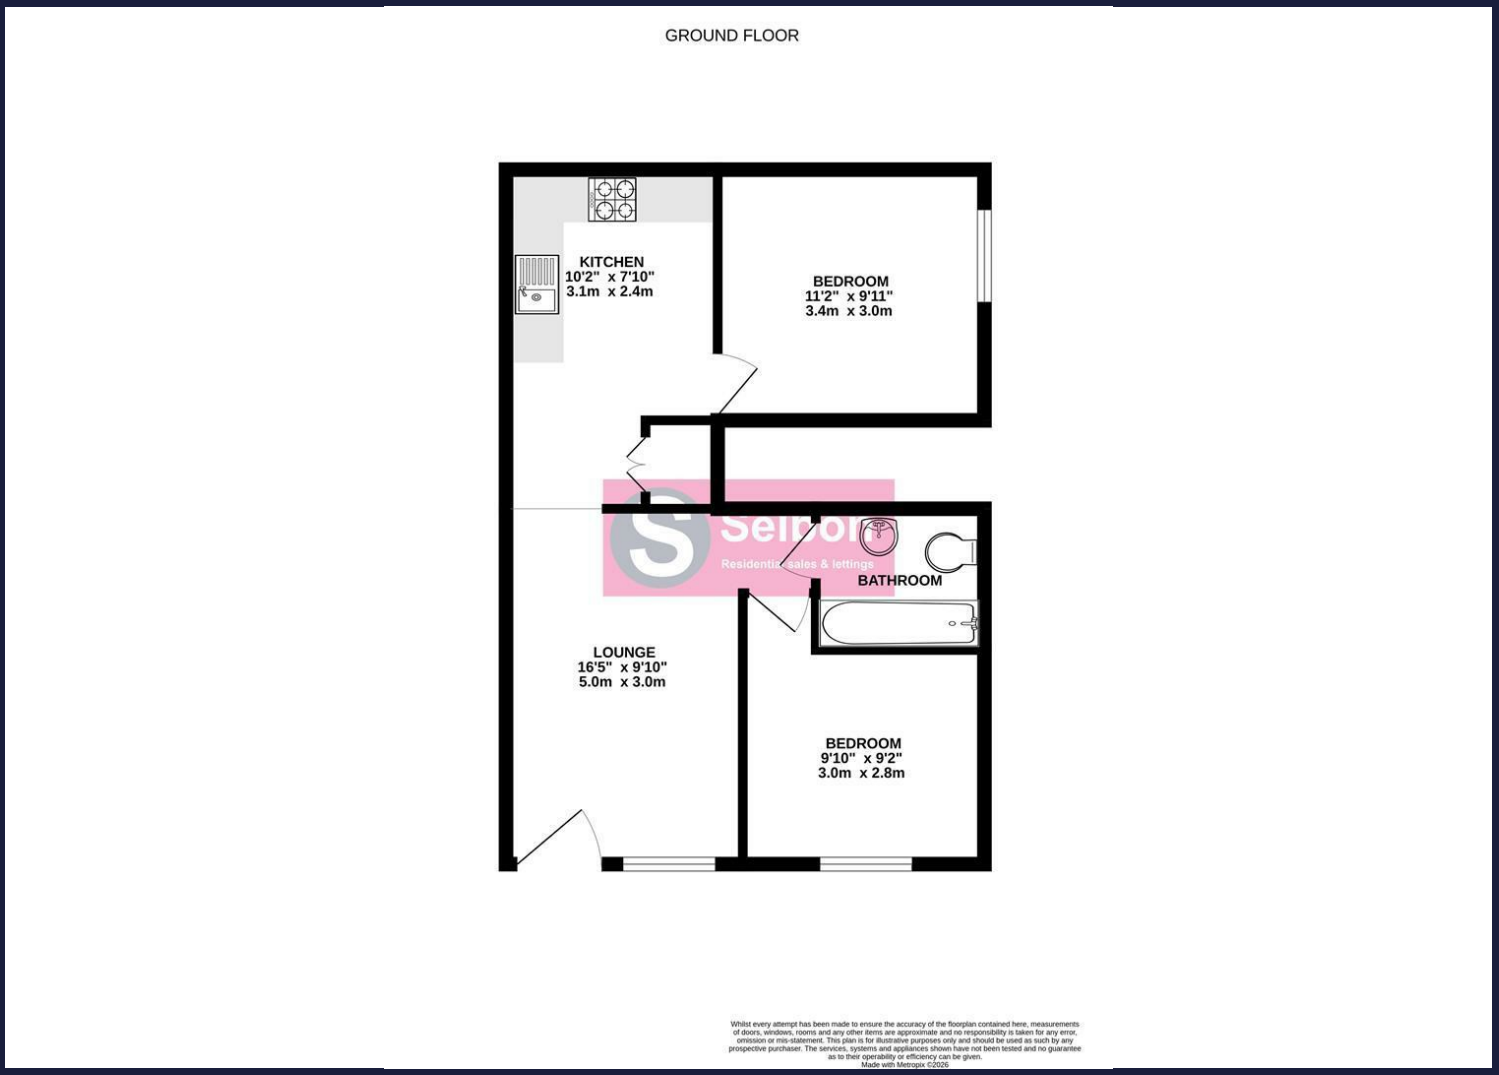 GROUND FLOOR
KITCHEN
10'2" x 7'10"
3.1m x 2.4m
BEDROOM
11'2" x 9'11"
3.4m x 3.0m
S
Selbon
Residential sales & lettings
BATHROOM
LOUNGE
16'5" x 9'10"
5.0m x 3.0m
BEDROOM
9'10" x 9'2"
3.0m x 2.8m
Whilst every attempt has been made to ensure the accuracy of the floorplan contained here, measurements
of doors, windows, rooms and any other items are approximate and no responsibility is taken for any error,
omission or mis-statement. This plan is for illustrative purposes only and should be used as such by any
prospective purchaser. The services, systems and appliances shown have not been tested and no guarantee
as to their operability or efficiency can be given.
Made with Metropix ©2026